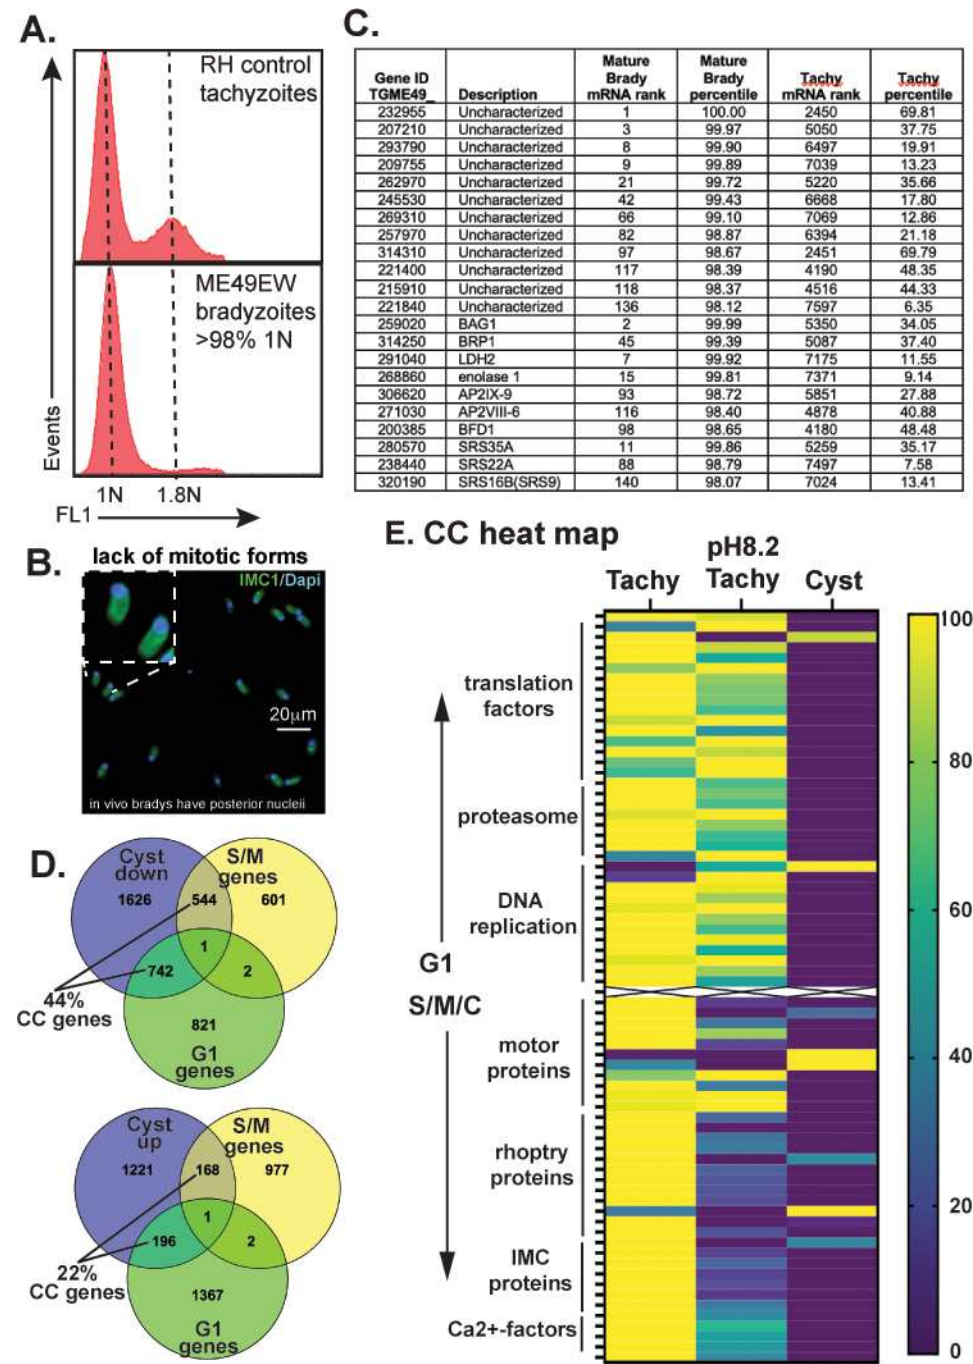 A.
RH control
tachyzoites
ME49EW
bradyzoites
>98% 1N
Events
1N 1.8N
FL1
B.
lack of mitotic forms
IMC1/Dapi
20µm
in vivo bradys have posterior nucleii
C.
Gene ID TGME49_ Description Mature Brady mRNA rank Mature Brady percentile Tachy mRNA rank Tachy percentile
232955 Uncharacterized 1 100.00 2450 69.81
207210 Uncharacterized 3 99.97 5050 37.75
293790 Uncharacterized 8 99.90 6497 19.91
209755 Uncharacterized 9 99.89 7039 13.23
262970 Uncharacterized 21 99.72 5220 35.66
245530 Uncharacterized 42 99.43 6668 17.80
269310 Uncharacterized 66 99.10 7069 12.86
257970 Uncharacterized 82 98.87 6394 21.18
314310 Uncharacterized 97 98.67 2451 69.79
221400 Uncharacterized 117 98.39 4190 48.35
215910 Uncharacterized 118 98.37 4516 44.33
221840 Uncharacterized 136 98.12 7597 6.35
259020 BAG1 2 99.99 5350 34.05
314250 BRP1 45 99.39 5087 37.40
291040 LDH2 7 99.92 7175 11.55
268860 enolase 1 15 99.81 7371 9.14
306620 AP2IX-9 93 98.72 5851 27.88
271030 AP2VIII-6 116 98.40 4878 40.88
200385 BFD1 98 98.65 4180 48.48
280570 SRS35A 11 99.86 5259 35.17
238440 SRS22A 88 98.79 7497 7.58
320190 SRS16B(SRS9) 140 98.07 7024 13.41
D.
Cyst
down
S/M
genes
1626 544 601
1
742 2
44%
CC genes
821
G1
genes
Cyst
up
S/M
genes
1221 168 977
1
196 2
22%
CC genes
1367
G1
genes
E. CC heat map
Tachy
pH8.2
Tachy
Cyst
translation
factors
proteasome
DNA
replication
G1
S/M/C
motor
proteins
rhoptry
proteins
IMC
proteins
Ca2+-factors
100
80
60
40
20
0